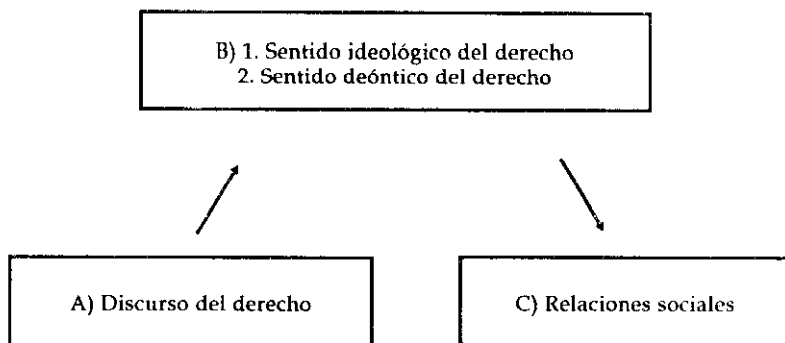 B) 1. Sentido ideológico del derecho
2. Sentido deóntico del derecho
A) Discurso del derecho
C) Relaciones sociales